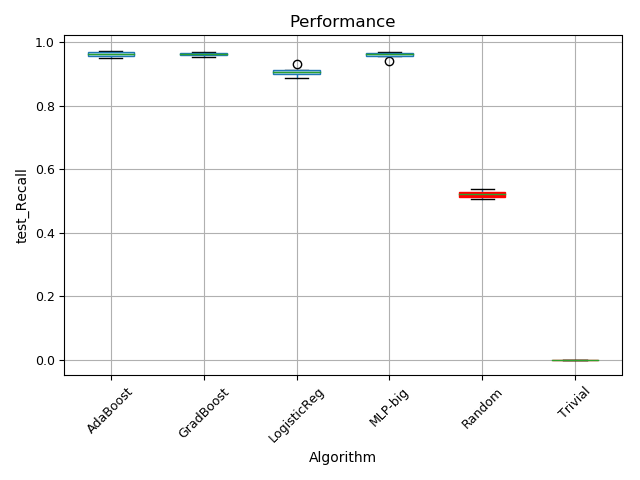 Performance
1.0
0.8
0.6
0.4
0.2
0.0
test_Recall
AdaBoost
GradBoost
LogisticReg
MLP-big
Random
Trivial
Algorithm